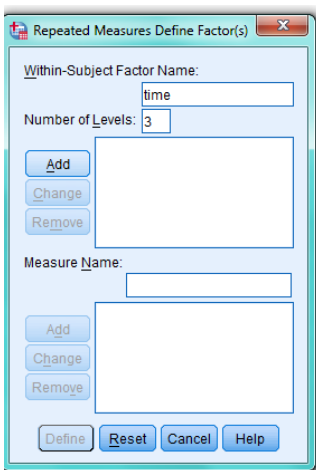 Repeated Measures Define Factor(s)
Within-Subject Factor Name:
time
Number of Levels: 3
Add
Change
Remove
Measure Name:
Add
Change
Remove
Define Reset Cancel Help